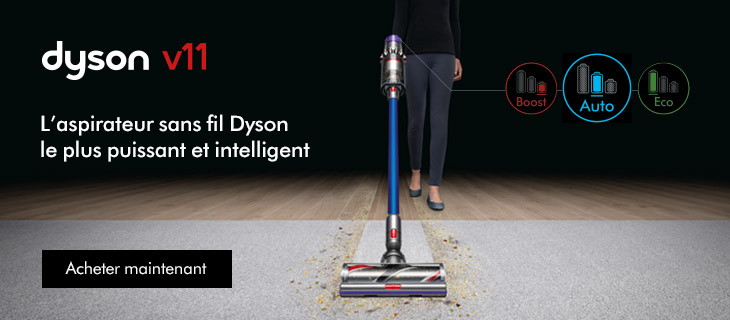 dyson v11
L'aspirateur sans fil Dyson
le plus puissant et intelligent
Boost
Auto
Eco
Acheter maintenant